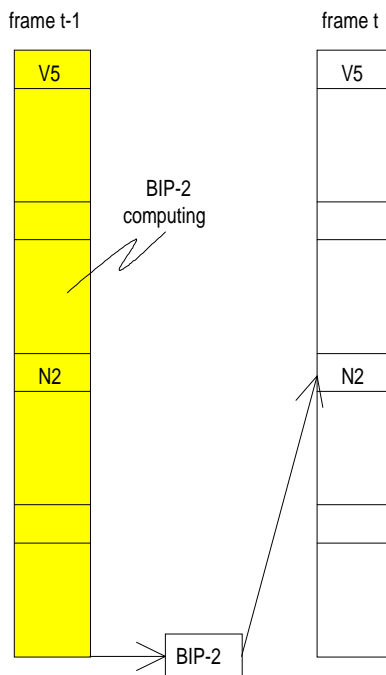 frame t-1
frame t
V5
V5
BIP-2
computing
N2
N2
BIP-2